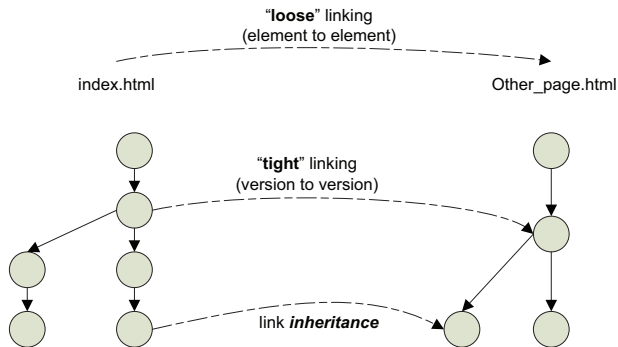 “loose” linking
(element to element)
index.html
Other_page.html
“tight” linking
(version to version)
link inheritance